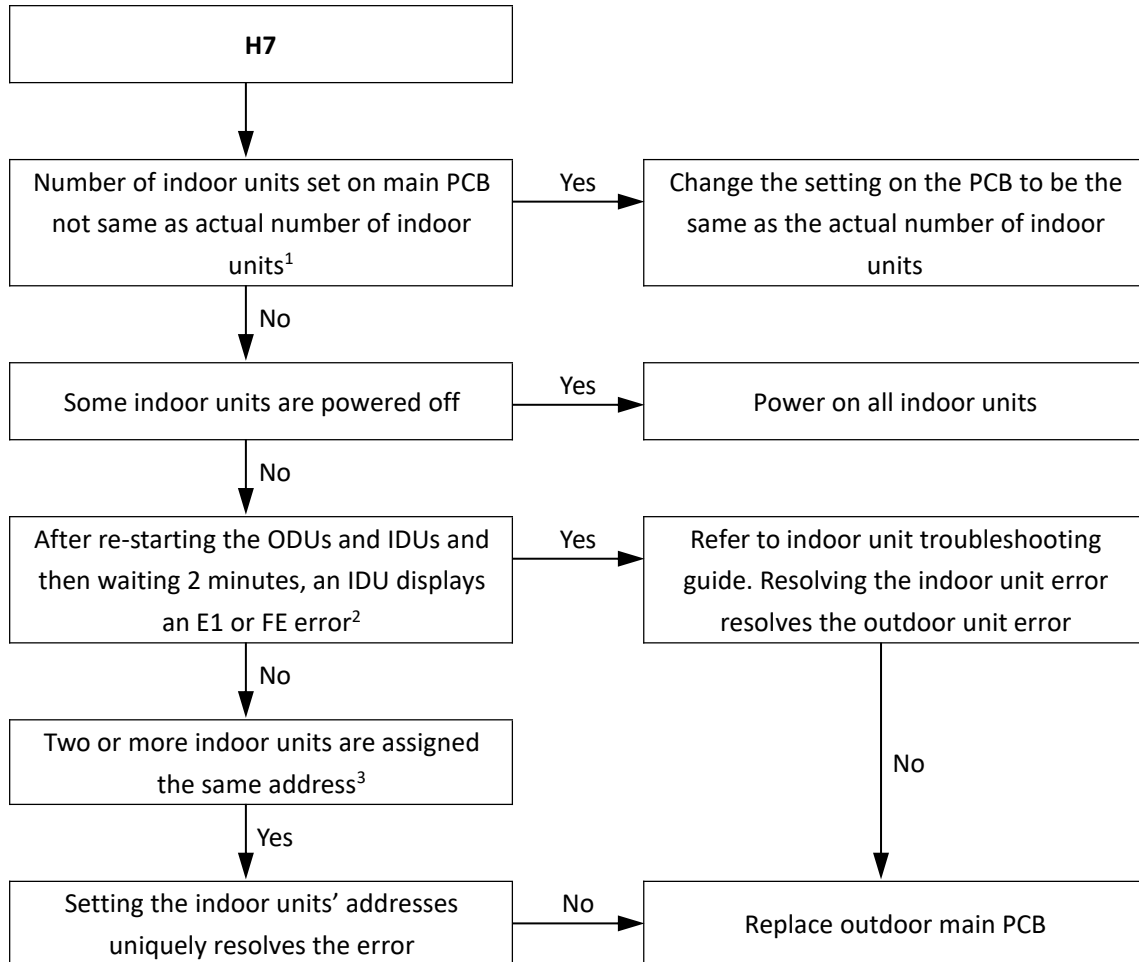 H7
Number of indoor units set on main PCB
not same as actual number of indoor
units¹
Yes
Change the setting on the PCB to be the
same as the actual number of indoor
units
No
Some indoor units are powered off
Yes
Power on all indoor units
No
After re-starting the ODUs and IDUs and
then waiting 2 minutes, an IDU displays
an E1 or FE error²
Yes
Refer to indoor unit troubleshooting
guide. Resolving the indoor unit error
resolves the outdoor unit error
No
Two or more indoor units are assigned
the same address³
No
Yes
Setting the indoor units’ addresses
uniquely resolves the error
No
Replace outdoor main PCB